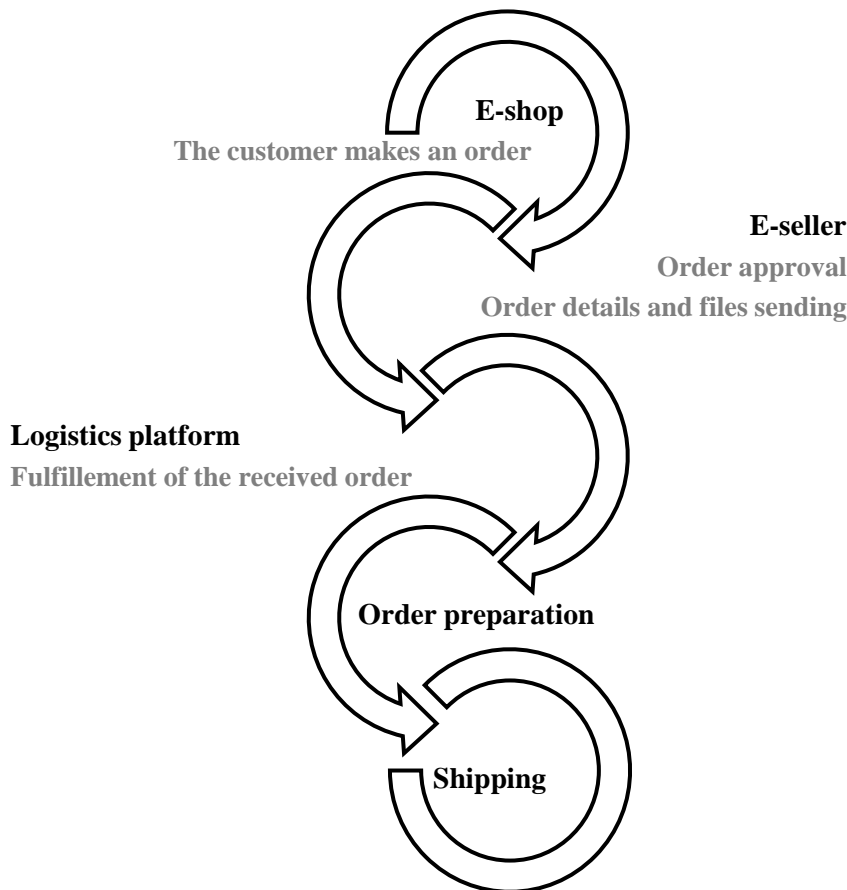 E-shop
The customer makes an order
E-seller
Order approval
Order details and files sending
Logistics platform
Fulfillement of the received order
Order preparation
Shipping